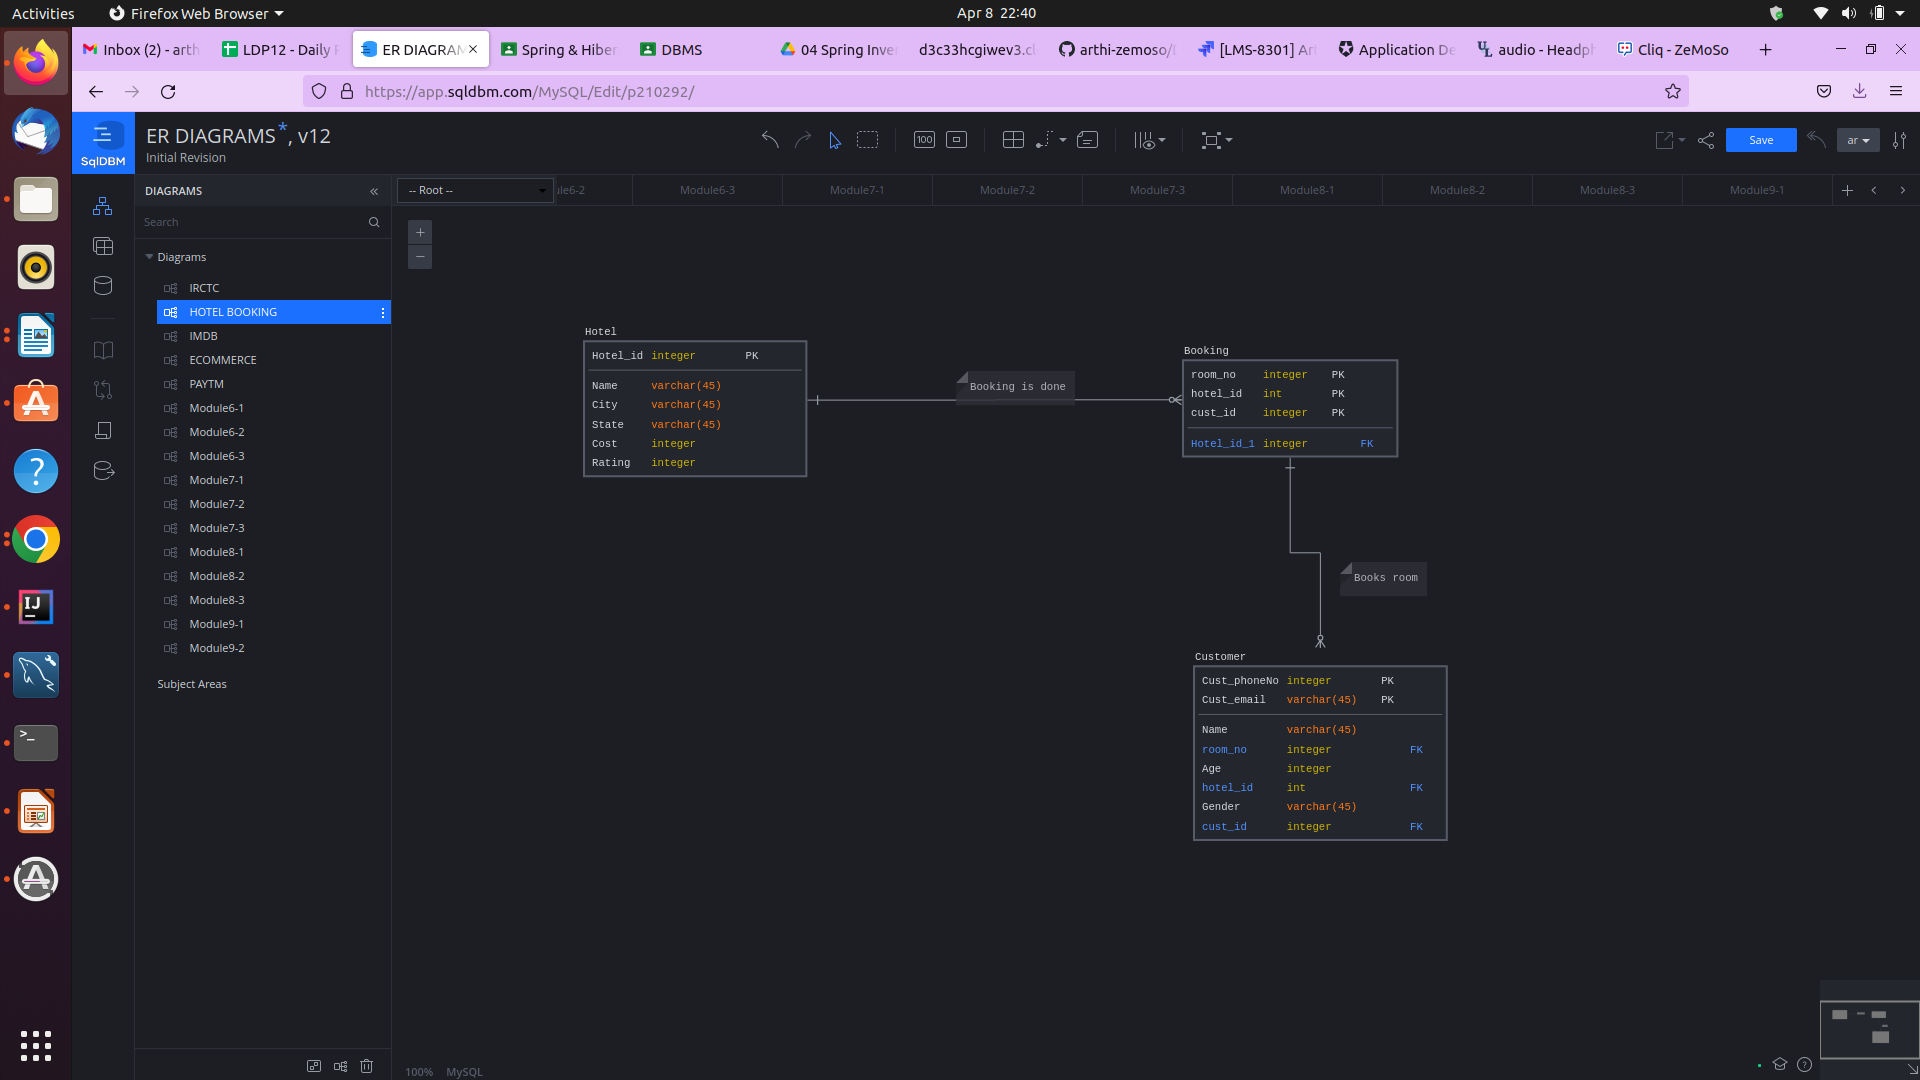 Activities
Firefox Web Browser
Apr 8 22:40
Inbox (2) - arth
LDP12 - Daily P
ER DIAGRAM
Spring & Hiber
DBMS
04 Spring Inver
d3c33hcgiwev3.cl
arthi-zemoso/
[LMS-8301] Art
Application De
audio - Headph
Cliq - ZeMoSo
https://app.sqldbm.com/MySQL/Edit/p210292/
SqlDBM
ER DIAGRAMS*, v12
Initial Revision
100
Save
ar
DIAGRAMS
-- Root --
ule6-2
Module6-3
Module7-1
Module7-2
Module7-3
Module8-1
Module8-2
Module8-3
Module9-1
Search
Diagrams
IRCTC
HOTEL BOOKING
IMDB
ECOMMERCE
PAYTM
Module6-1
Module6-2
Module6-3
Module7-1
Module7-2
Module7-3
Module8-1
Module8-2
Module8-3
Module9-1
Module9-2
Subject Areas
Hotel
Hotel_id integer PK
Name varchar(45)
City varchar(45)
State varchar(45)
Cost integer
Rating integer
Booking is done
Booking
room_no integer PK
hotel_id int PK
cust_id integer PK
Hotel_id_1 integer FK
Books room
Customer
Cust_phoneNo integer PK
Cust_email varchar(45) PK
Name varchar(45)
room_no integer FK
Age integer
hotel_id int FK
Gender varchar(45)
cust_id integer FK
100% MySQL